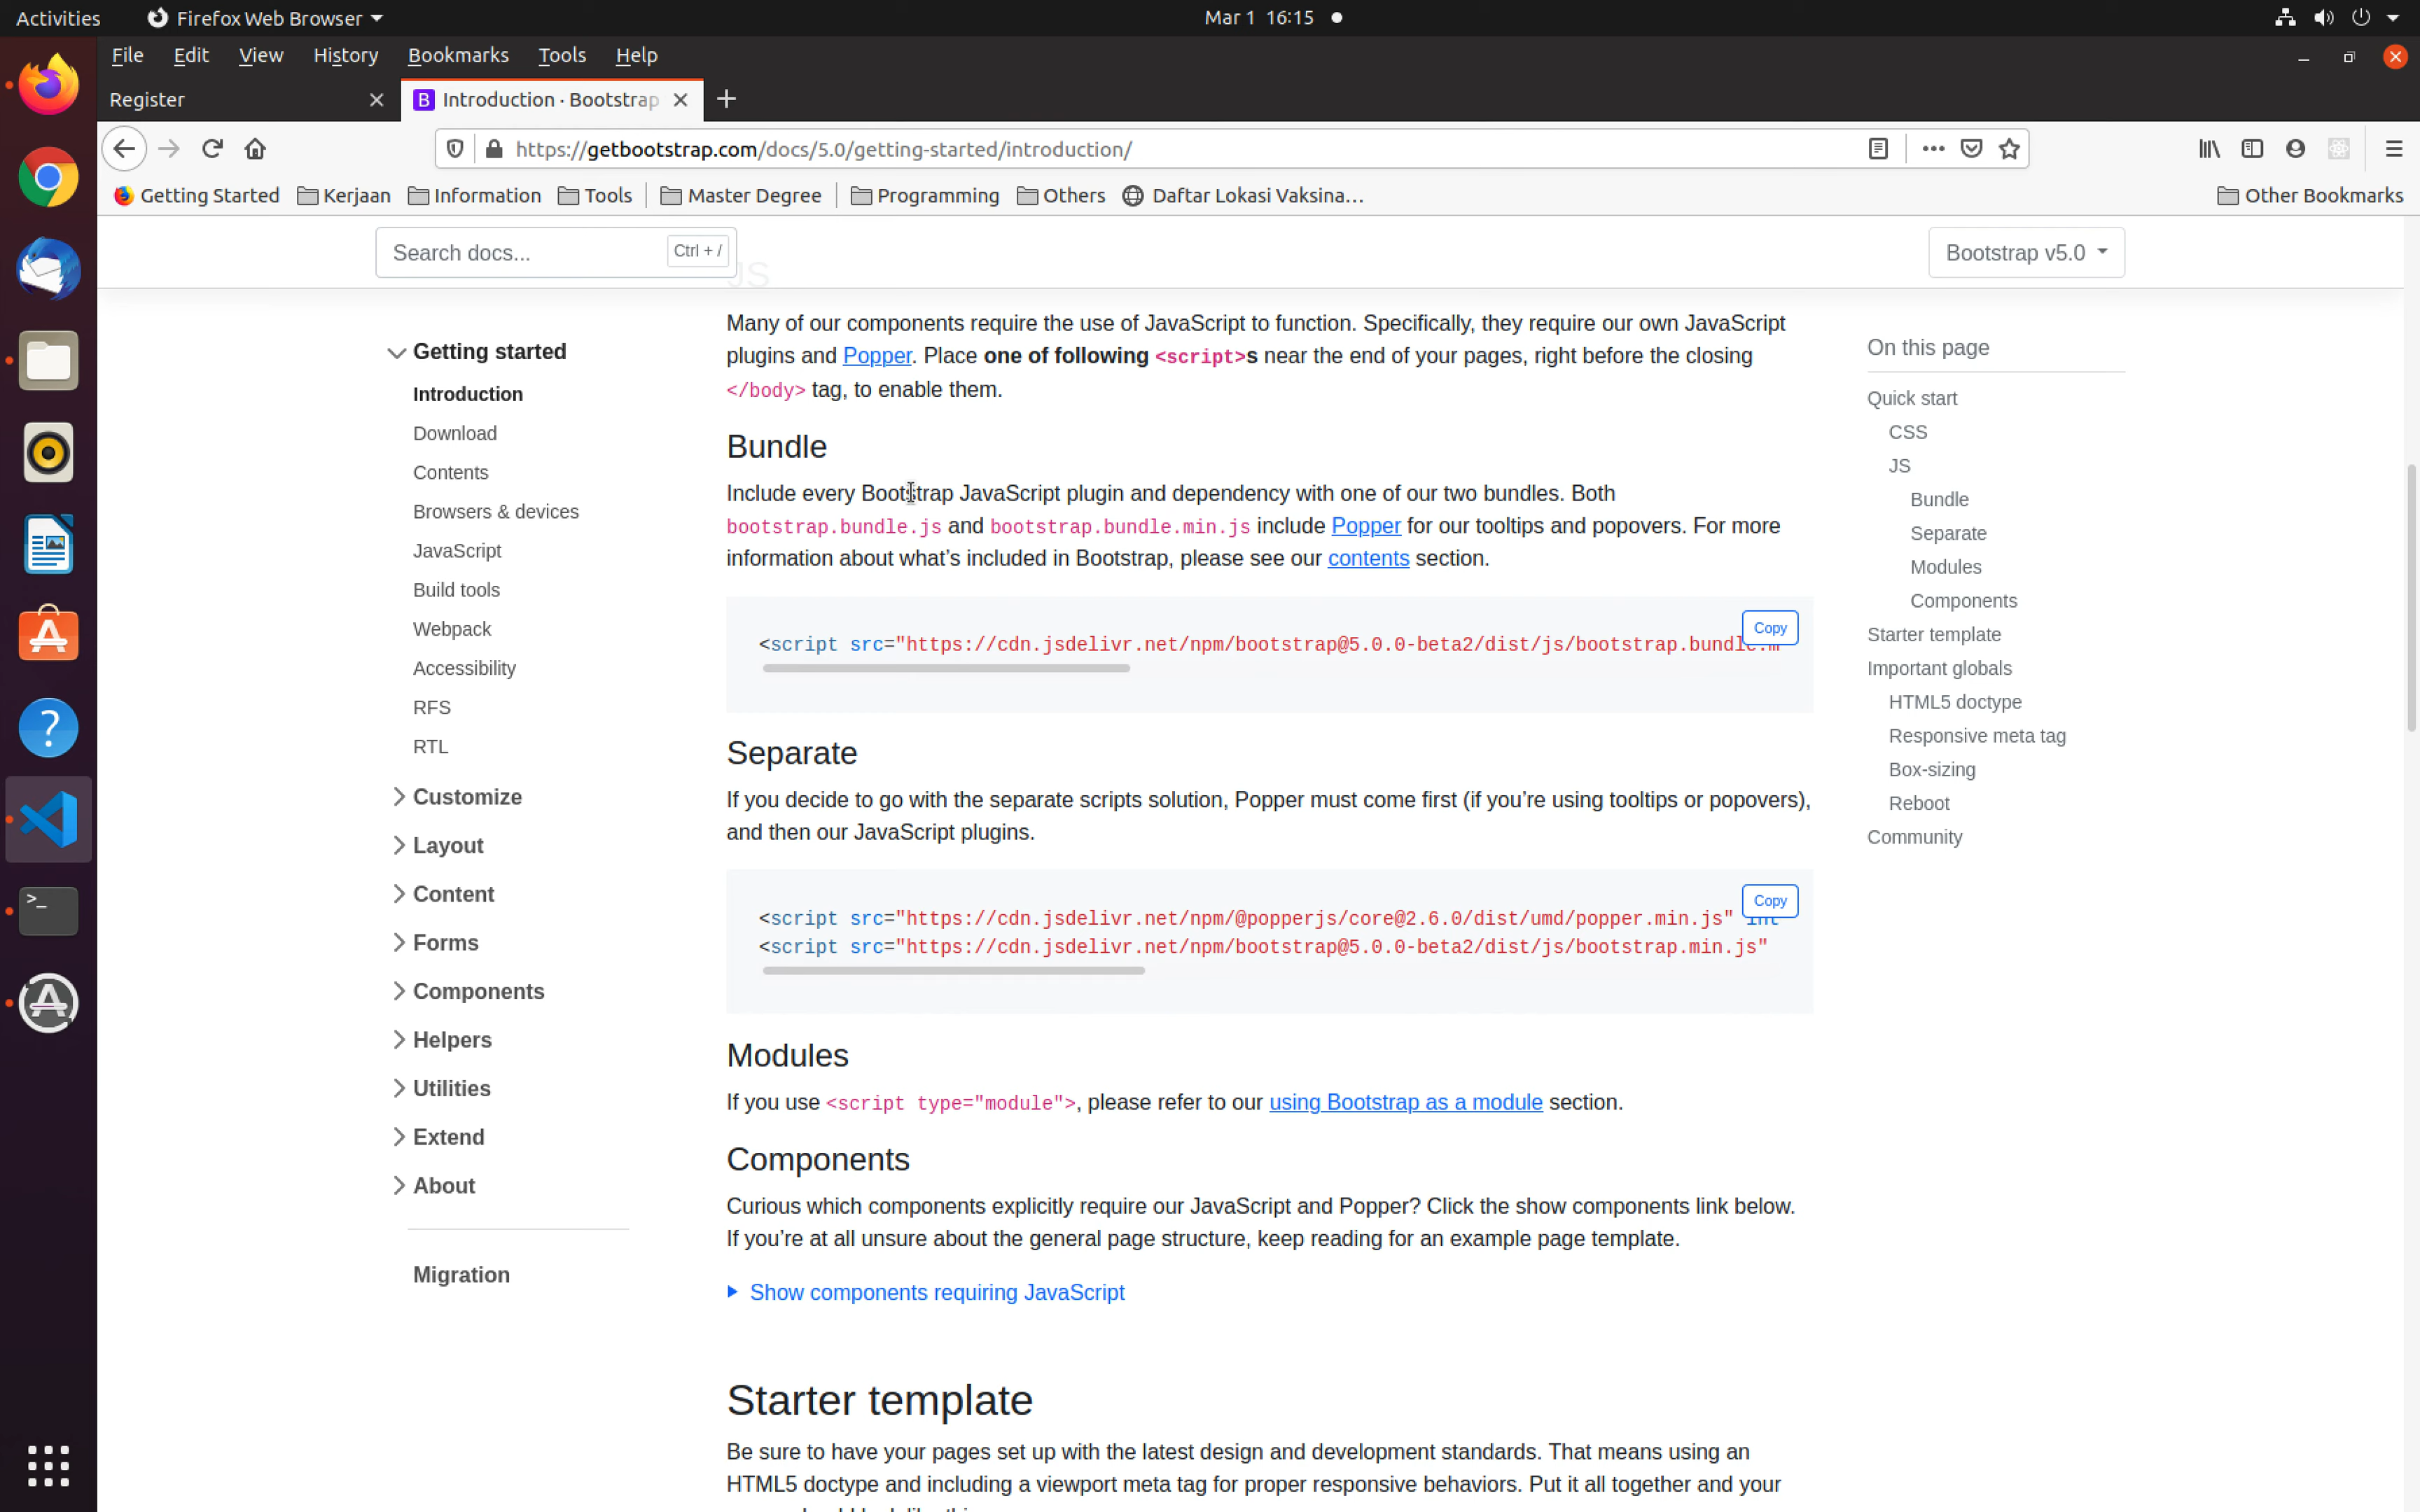 Activities Firefox Web Browser Mar 1 16:15
File Edit View History Bookmarks Tools Help
Register Introduction · Bootstrap
https://getbootstrap.com/docs/5.0/getting-started/introduction/
Getting Started Kerjaan Information Tools Master Degree Programming Others Daftar Lokasi Vaksina... Other Bookmarks
Search docs... Ctrl + / Bootstrap v5.0
JS
Getting started
Introduction
Download
Contents
Browsers & devices
JavaScript
Build tools
Webpack
Accessibility
RFS
RTL
Customize
Layout
Content
Forms
Components
Helpers
Utilities
Extend
About
Migration
Many of our components require the use of JavaScript to function. Specifically, they require our own JavaScript
plugins and Popper. Place one of following <script>s near the end of your pages, right before the closing
</body> tag, to enable them.
Bundle
Include every Bootstrap JavaScript plugin and dependency with one of our two bundles. Both
bootstrap.bundle.js and bootstrap.bundle.min.js include Popper for our tooltips and popovers. For more
information about what's included in Bootstrap, please see our contents section.
Copy
<script src="https://cdn.jsdelivr.net/npm/bootstrap@5.0.0-beta2/dist/js/bootstrap.bundle.m
Separate
If you decide to go with the separate scripts solution, Popper must come first (if you're using tooltips or popovers),
and then our JavaScript plugins.
Copy
<script src="https://cdn.jsdelivr.net/npm/@popperjs/core@2.6.0/dist/umd/popper.min.js" int
<script src="https://cdn.jsdelivr.net/npm/bootstrap@5.0.0-beta2/dist/js/bootstrap.min.js"
Modules
If you use <script type="module">, please refer to our using Bootstrap as a module section.
Components
Curious which components explicitly require our JavaScript and Popper? Click the show components link below.
If you're at all unsure about the general page structure, keep reading for an example page template.
Show components requiring JavaScript
Starter template
Be sure to have your pages set up with the latest design and development standards. That means using an
HTML5 doctype and including a viewport meta tag for proper responsive behaviors. Put it all together and your
On this page
Quick start
CSS
JS
Bundle
Separate
Modules
Components
Starter template
Important globals
HTML5 doctype
Responsive meta tag
Box-sizing
Reboot
Community